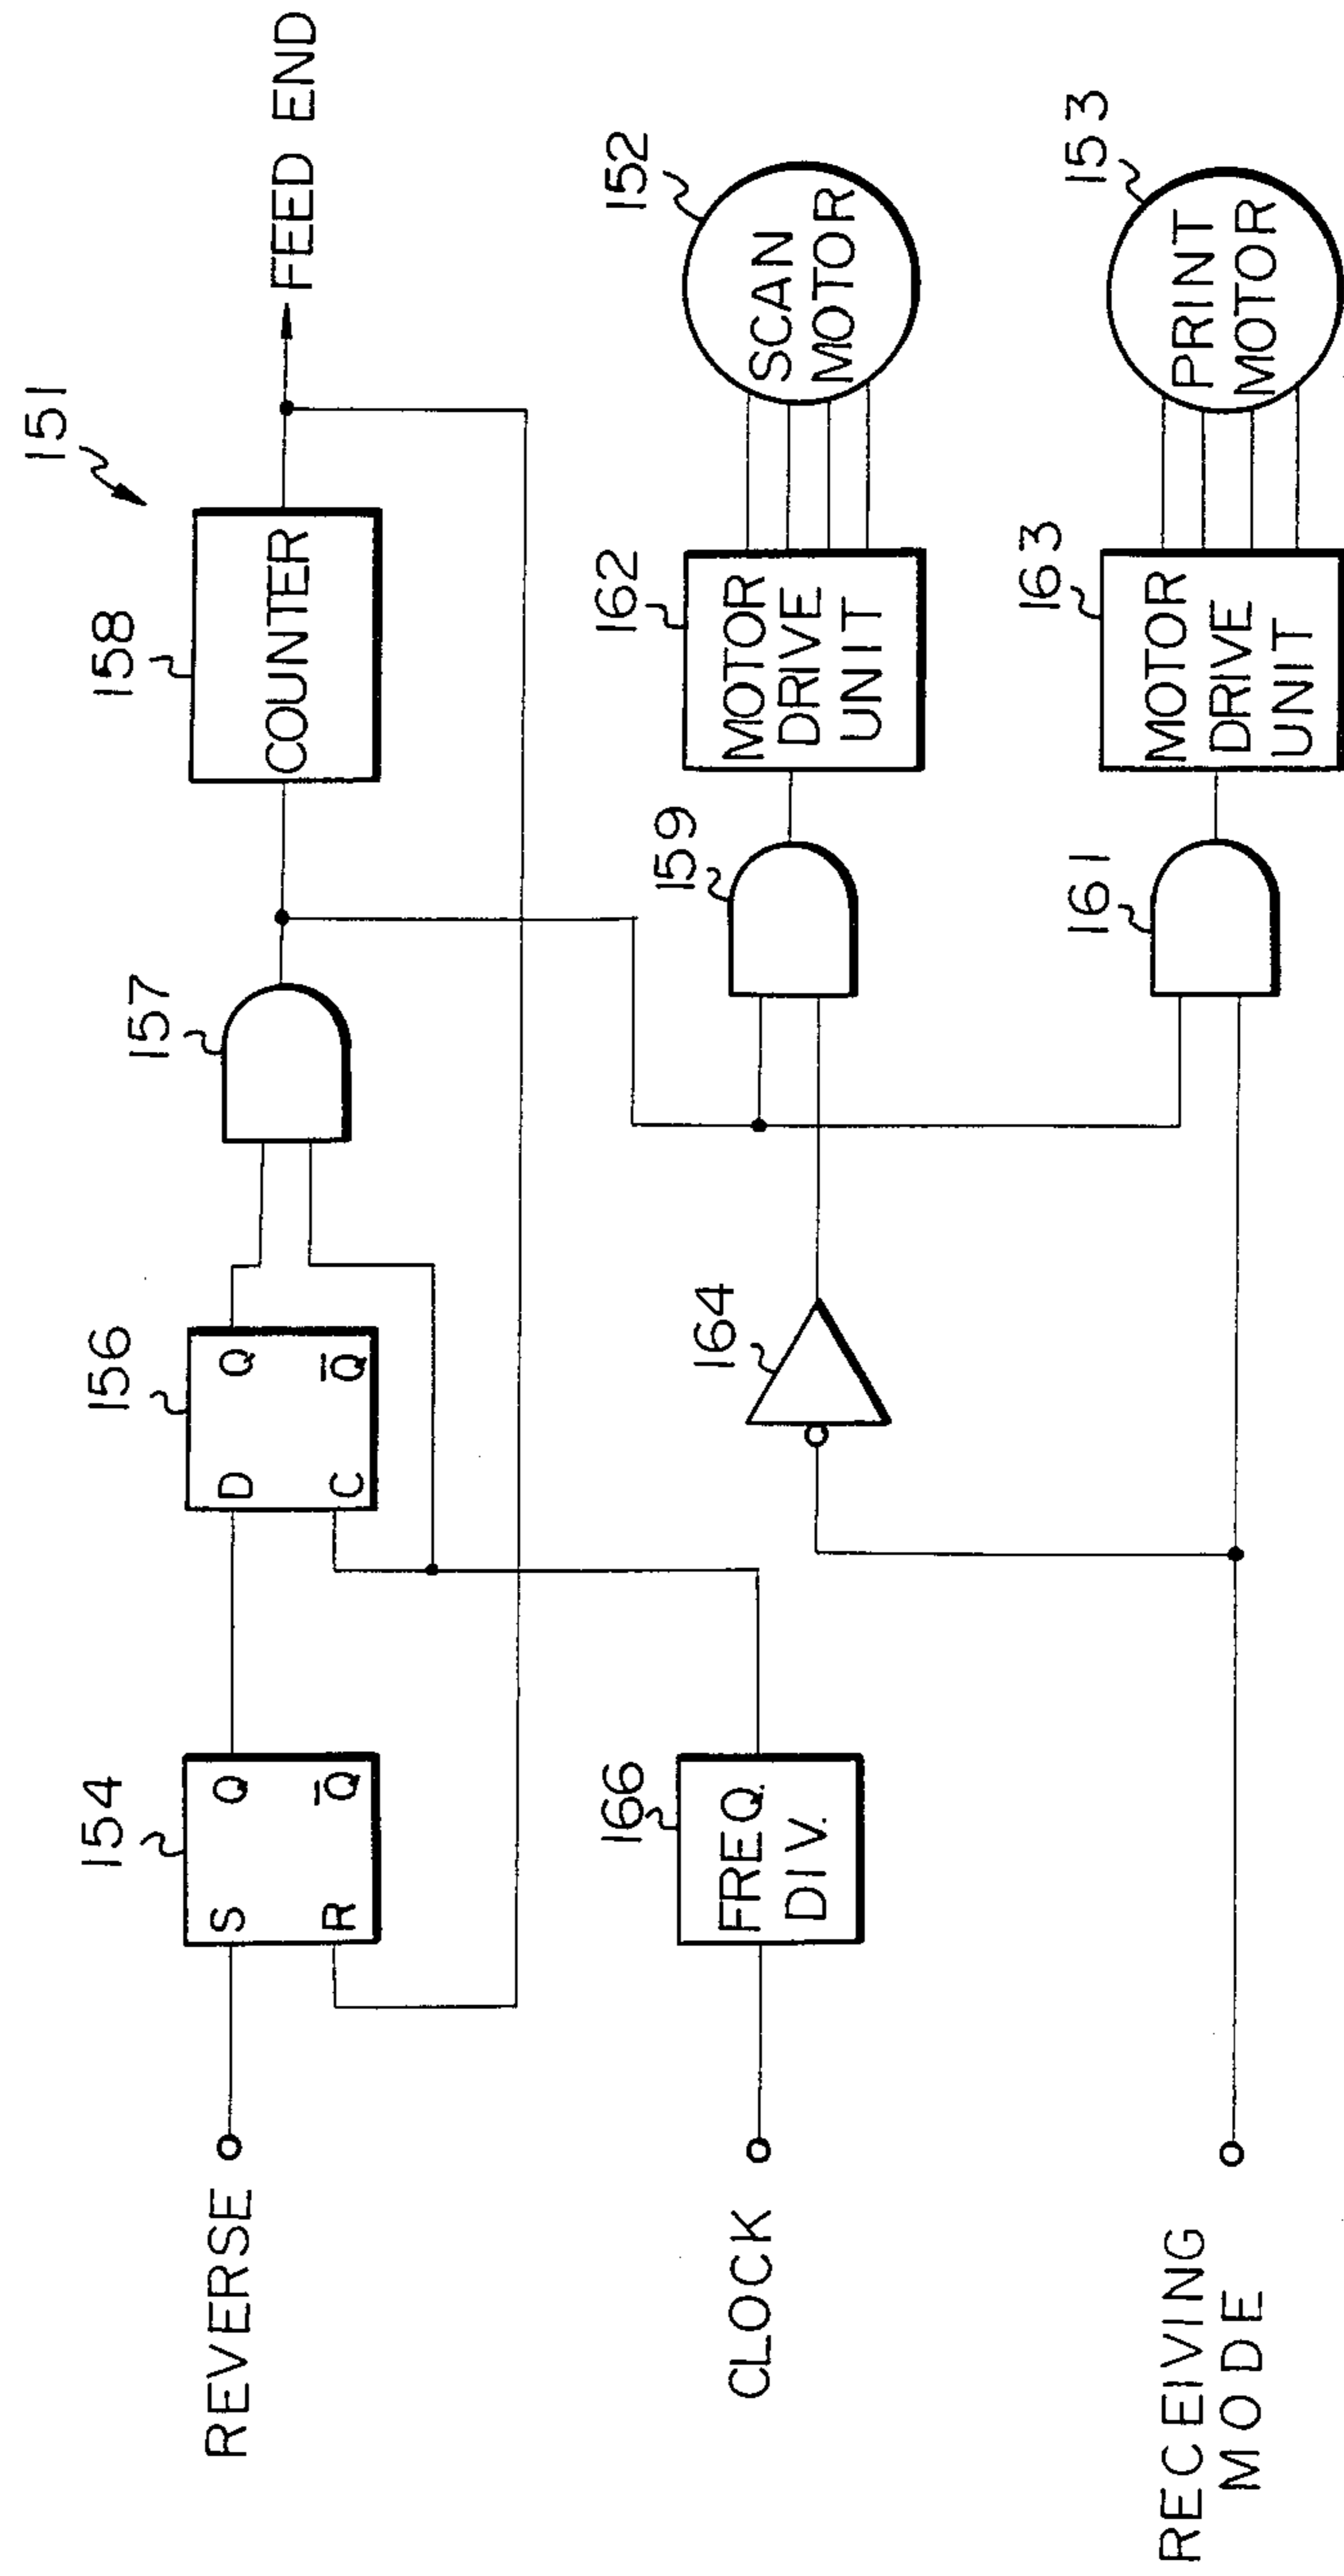 151
154
156
157
158
S Q
R Q̅
D Q
C Q̅
COUNTER
FEED END
REVERSE
166
FREQ.
DIV.
CLOCK
164
159
162
MOTOR
DRIVE
UNIT
152
SCAN
MOTOR
161
163
MOTOR
DRIVE
UNIT
153
PRINT
MOTOR
RECEIVING
MODE